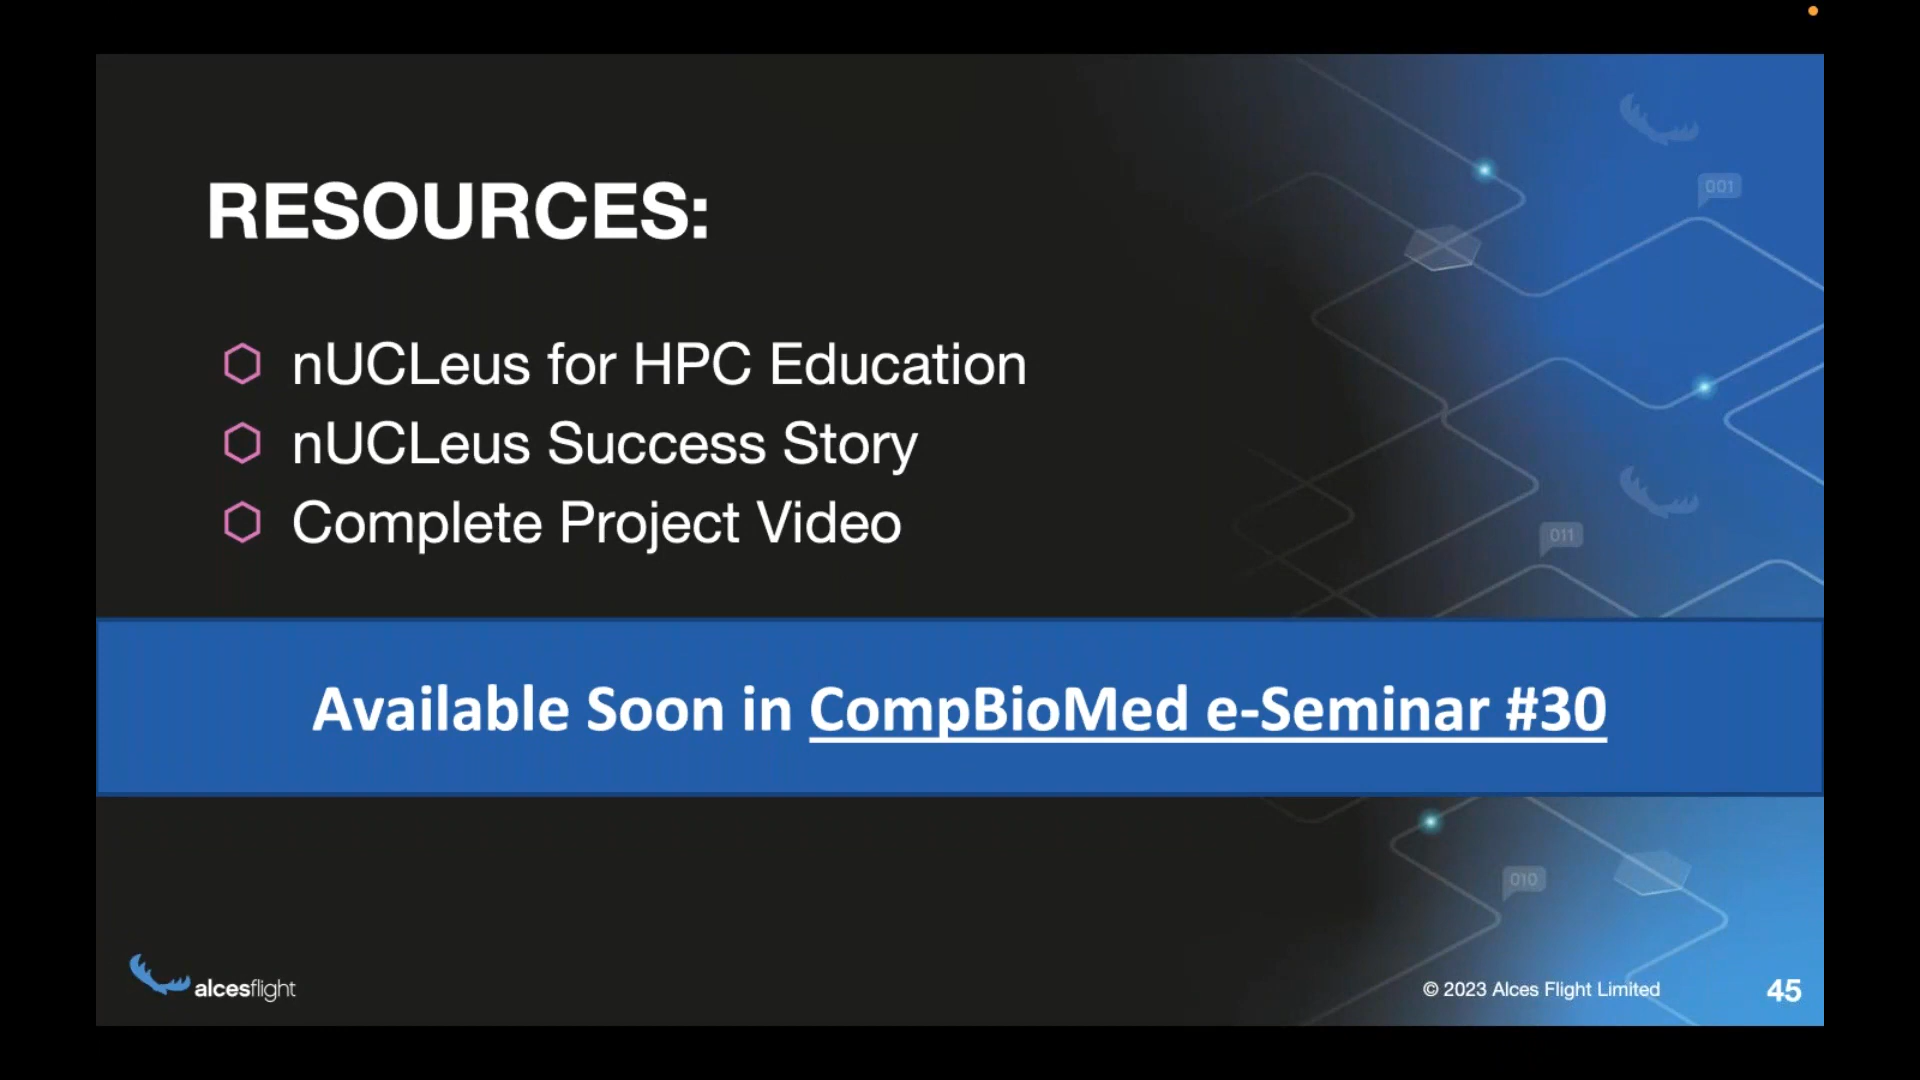 001
RESOURCES:
nUCLeus for HPC Education
nUCLeus Success Story
Complete Project Video
011
Available Soon in CompBioMed e-Seminar #30
010
alcesflight
© 2023 Alces Flight Limited
45